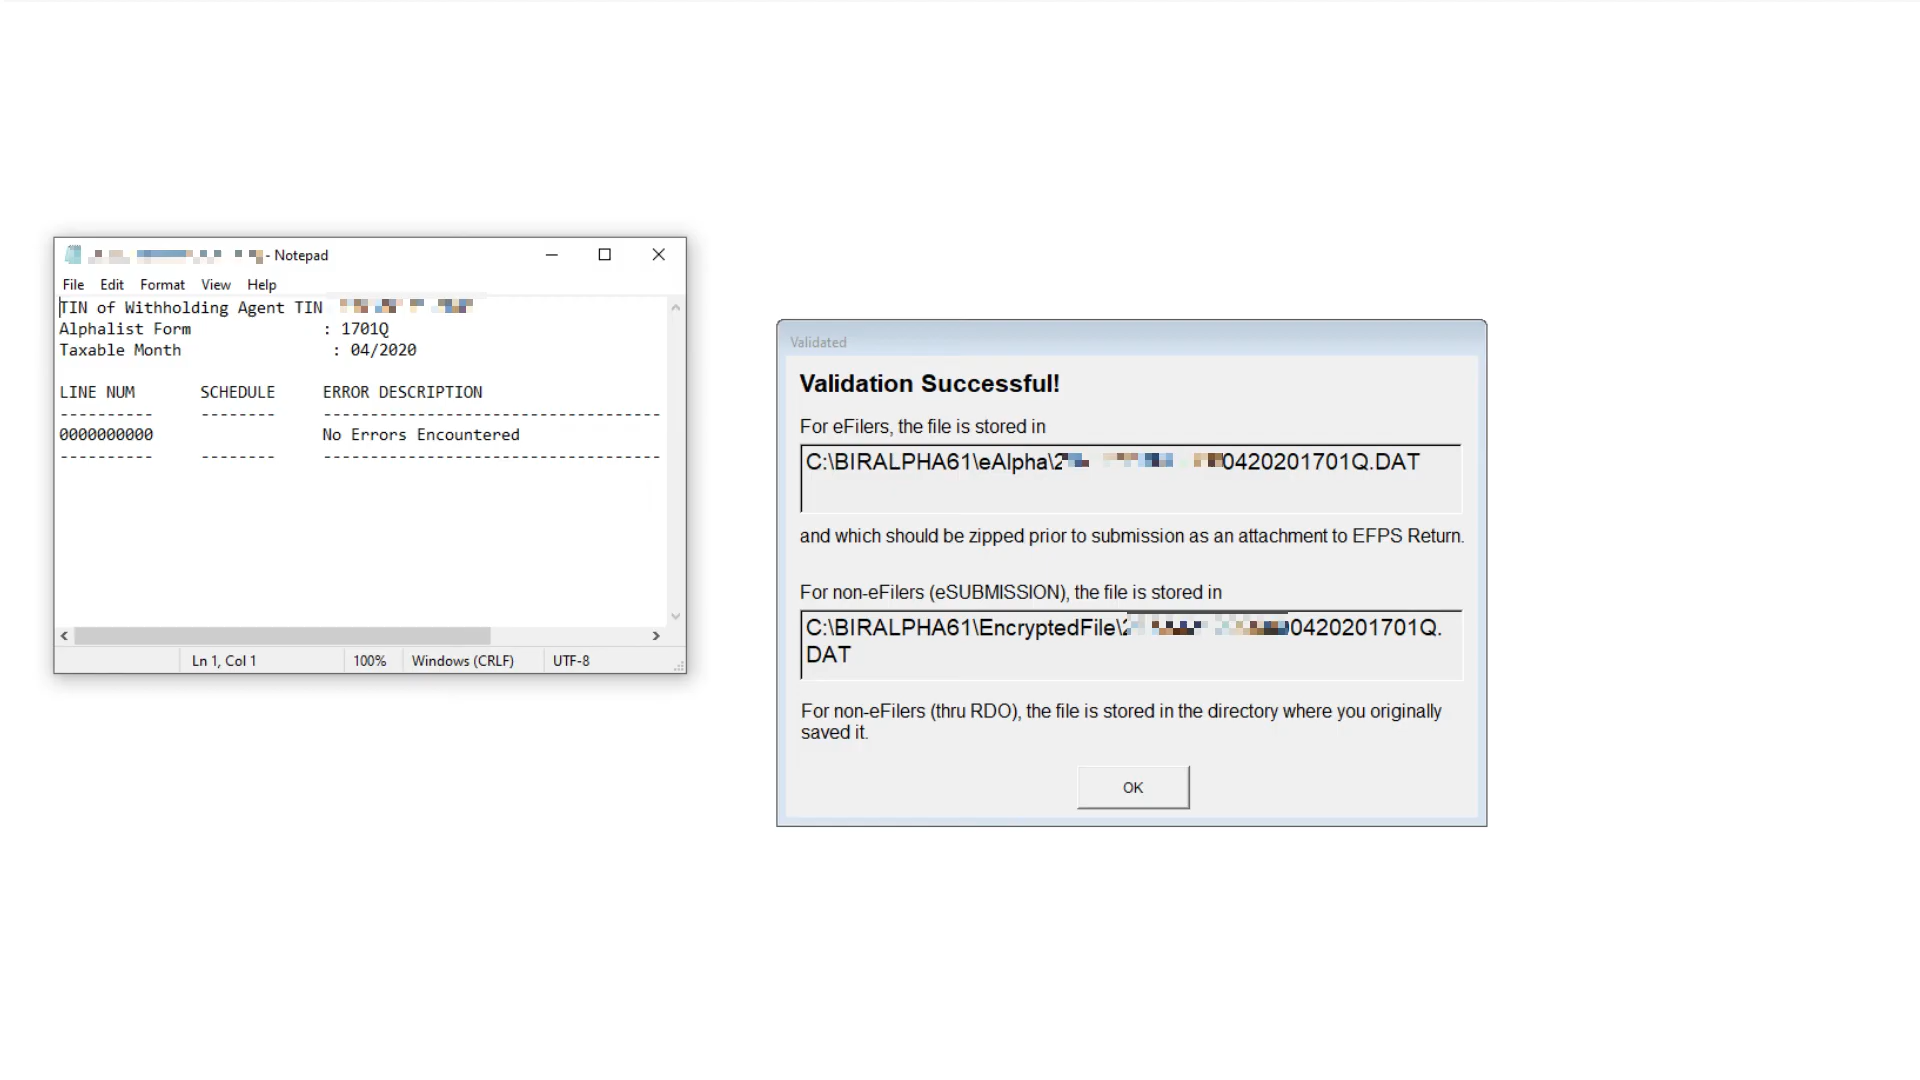 - Notepad
File Edit Format View Help
TIN of Withholding Agent TIN
Alphalist Form : 1701Q
Taxable Month : 04/2020
LINE NUM SCHEDULE ERROR DESCRIPTION
---------- -------- ------------------------------------
0000000000 No Errors Encountered
---------- -------- ------------------------------------
Ln 1, Col 1 100% Windows (CRLF) UTF-8
Validated
Validation Successful!
For eFilers, the file is stored in
C:\BIRALPHA61\eAlpha\2 0420201701Q.DAT
and which should be zipped prior to submission as an attachment to EFPS Return.
For non-eFilers (eSUBMISSION), the file is stored in
C:\BIRALPHA61\EncryptedFile\2 0420201701Q.
DAT
For non-eFilers (thru RDO), the file is stored in the directory where you originally
saved it.
OK